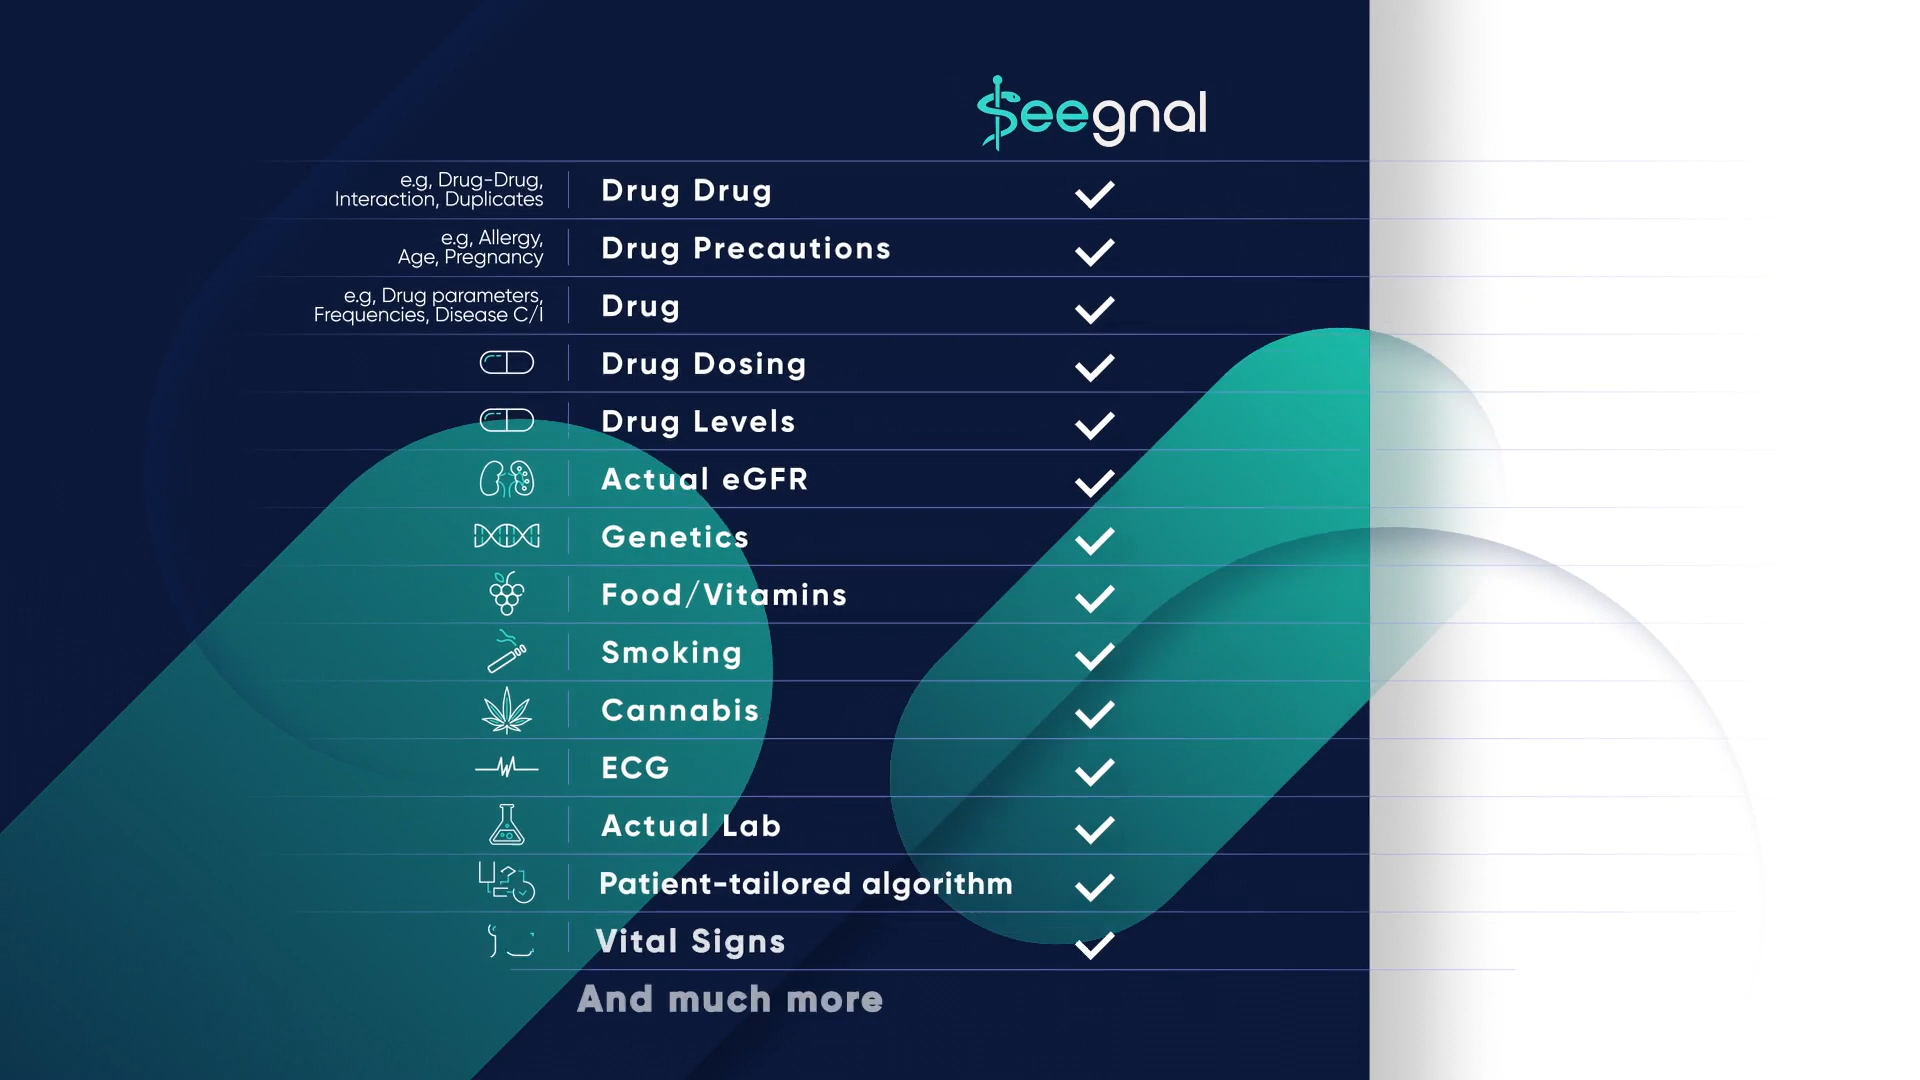 Seegnal
e.g, Drug-Drug,
Interaction, Duplicates
Drug Drug
e.g, Allergy,
Age, Pregnancy
Drug Precautions
e.g, Drug parameters,
Frequencies, Disease C/I
Drug
Drug Dosing
Drug Levels
Actual eGFR
Genetics
Food/Vitamins
Smoking
Cannabis
ECG
Actual Lab
Patient-tailored algorithm
Vital Signs
And much more